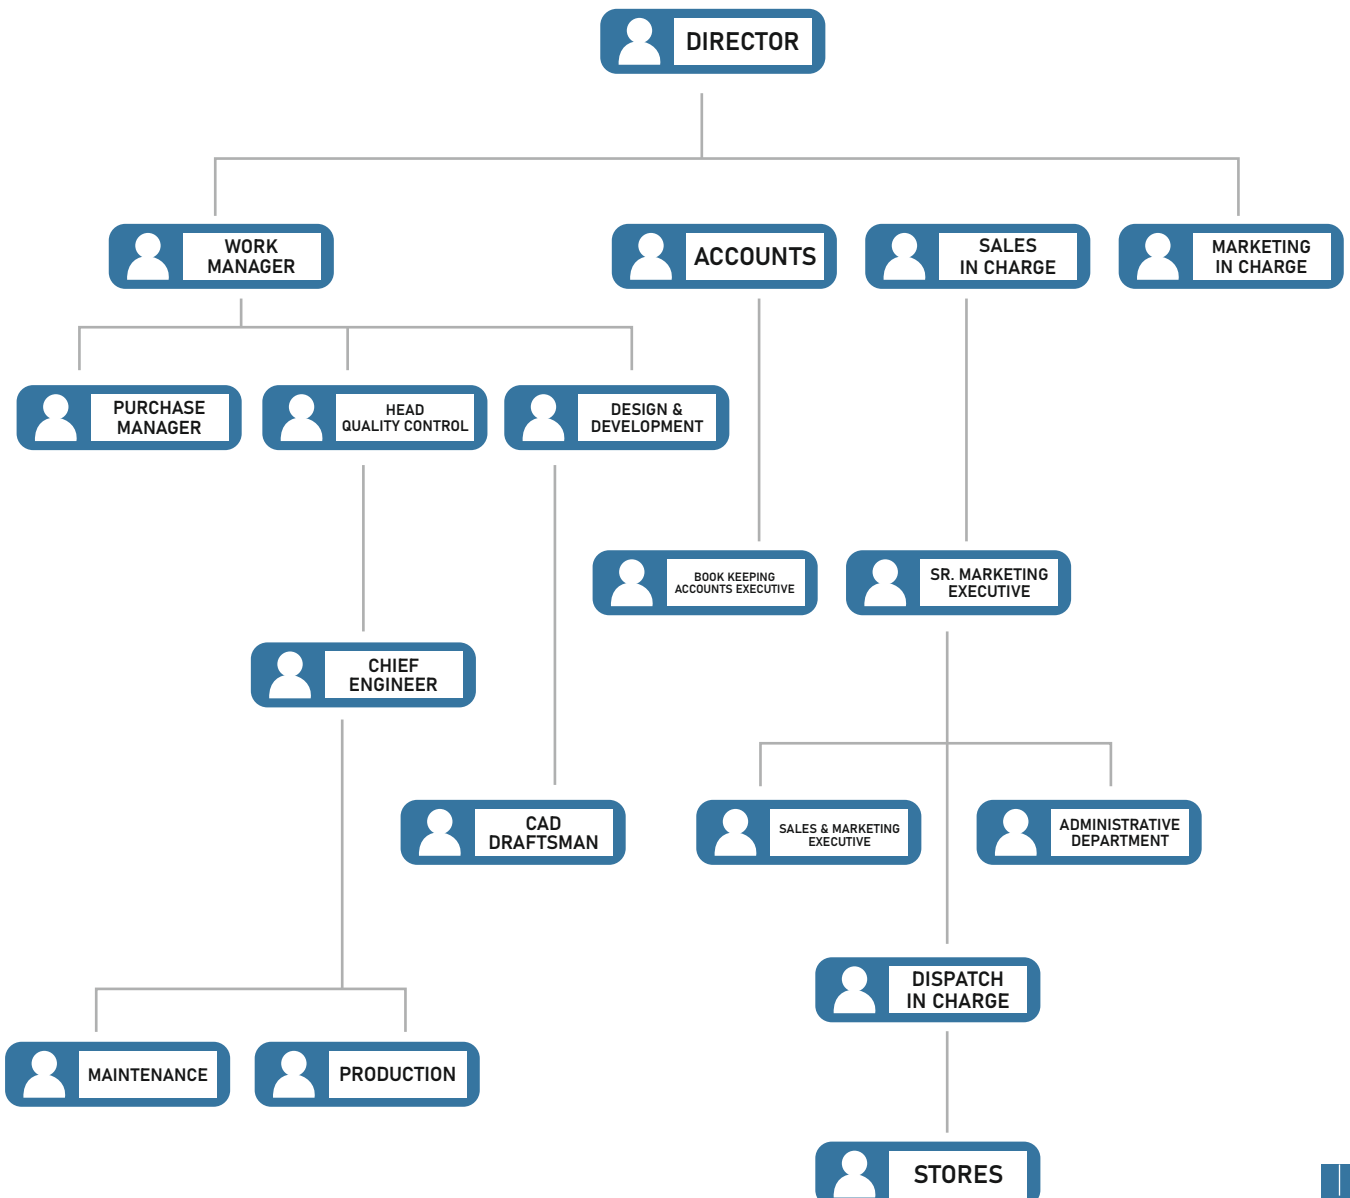 DIRECTOR
WORK
MANAGER
ACCOUNTS
SALES
IN CHARGE
MARKETING
IN CHARGE
PURCHASE
MANAGER
HEAD
QUALITY CONTROL
DESIGN &
DEVELOPMENT
BOOK KEEPING
ACCOUNTS EXECUTIVE
SR. MARKETING
EXECUTIVE
CHIEF
ENGINEER
CAD
DRAFTSMAN
SALES & MARKETING
EXECUTIVE
ADMINISTRATIVE
DEPARTMENT
DISPATCH
IN CHARGE
MAINTENANCE
PRODUCTION
STORES